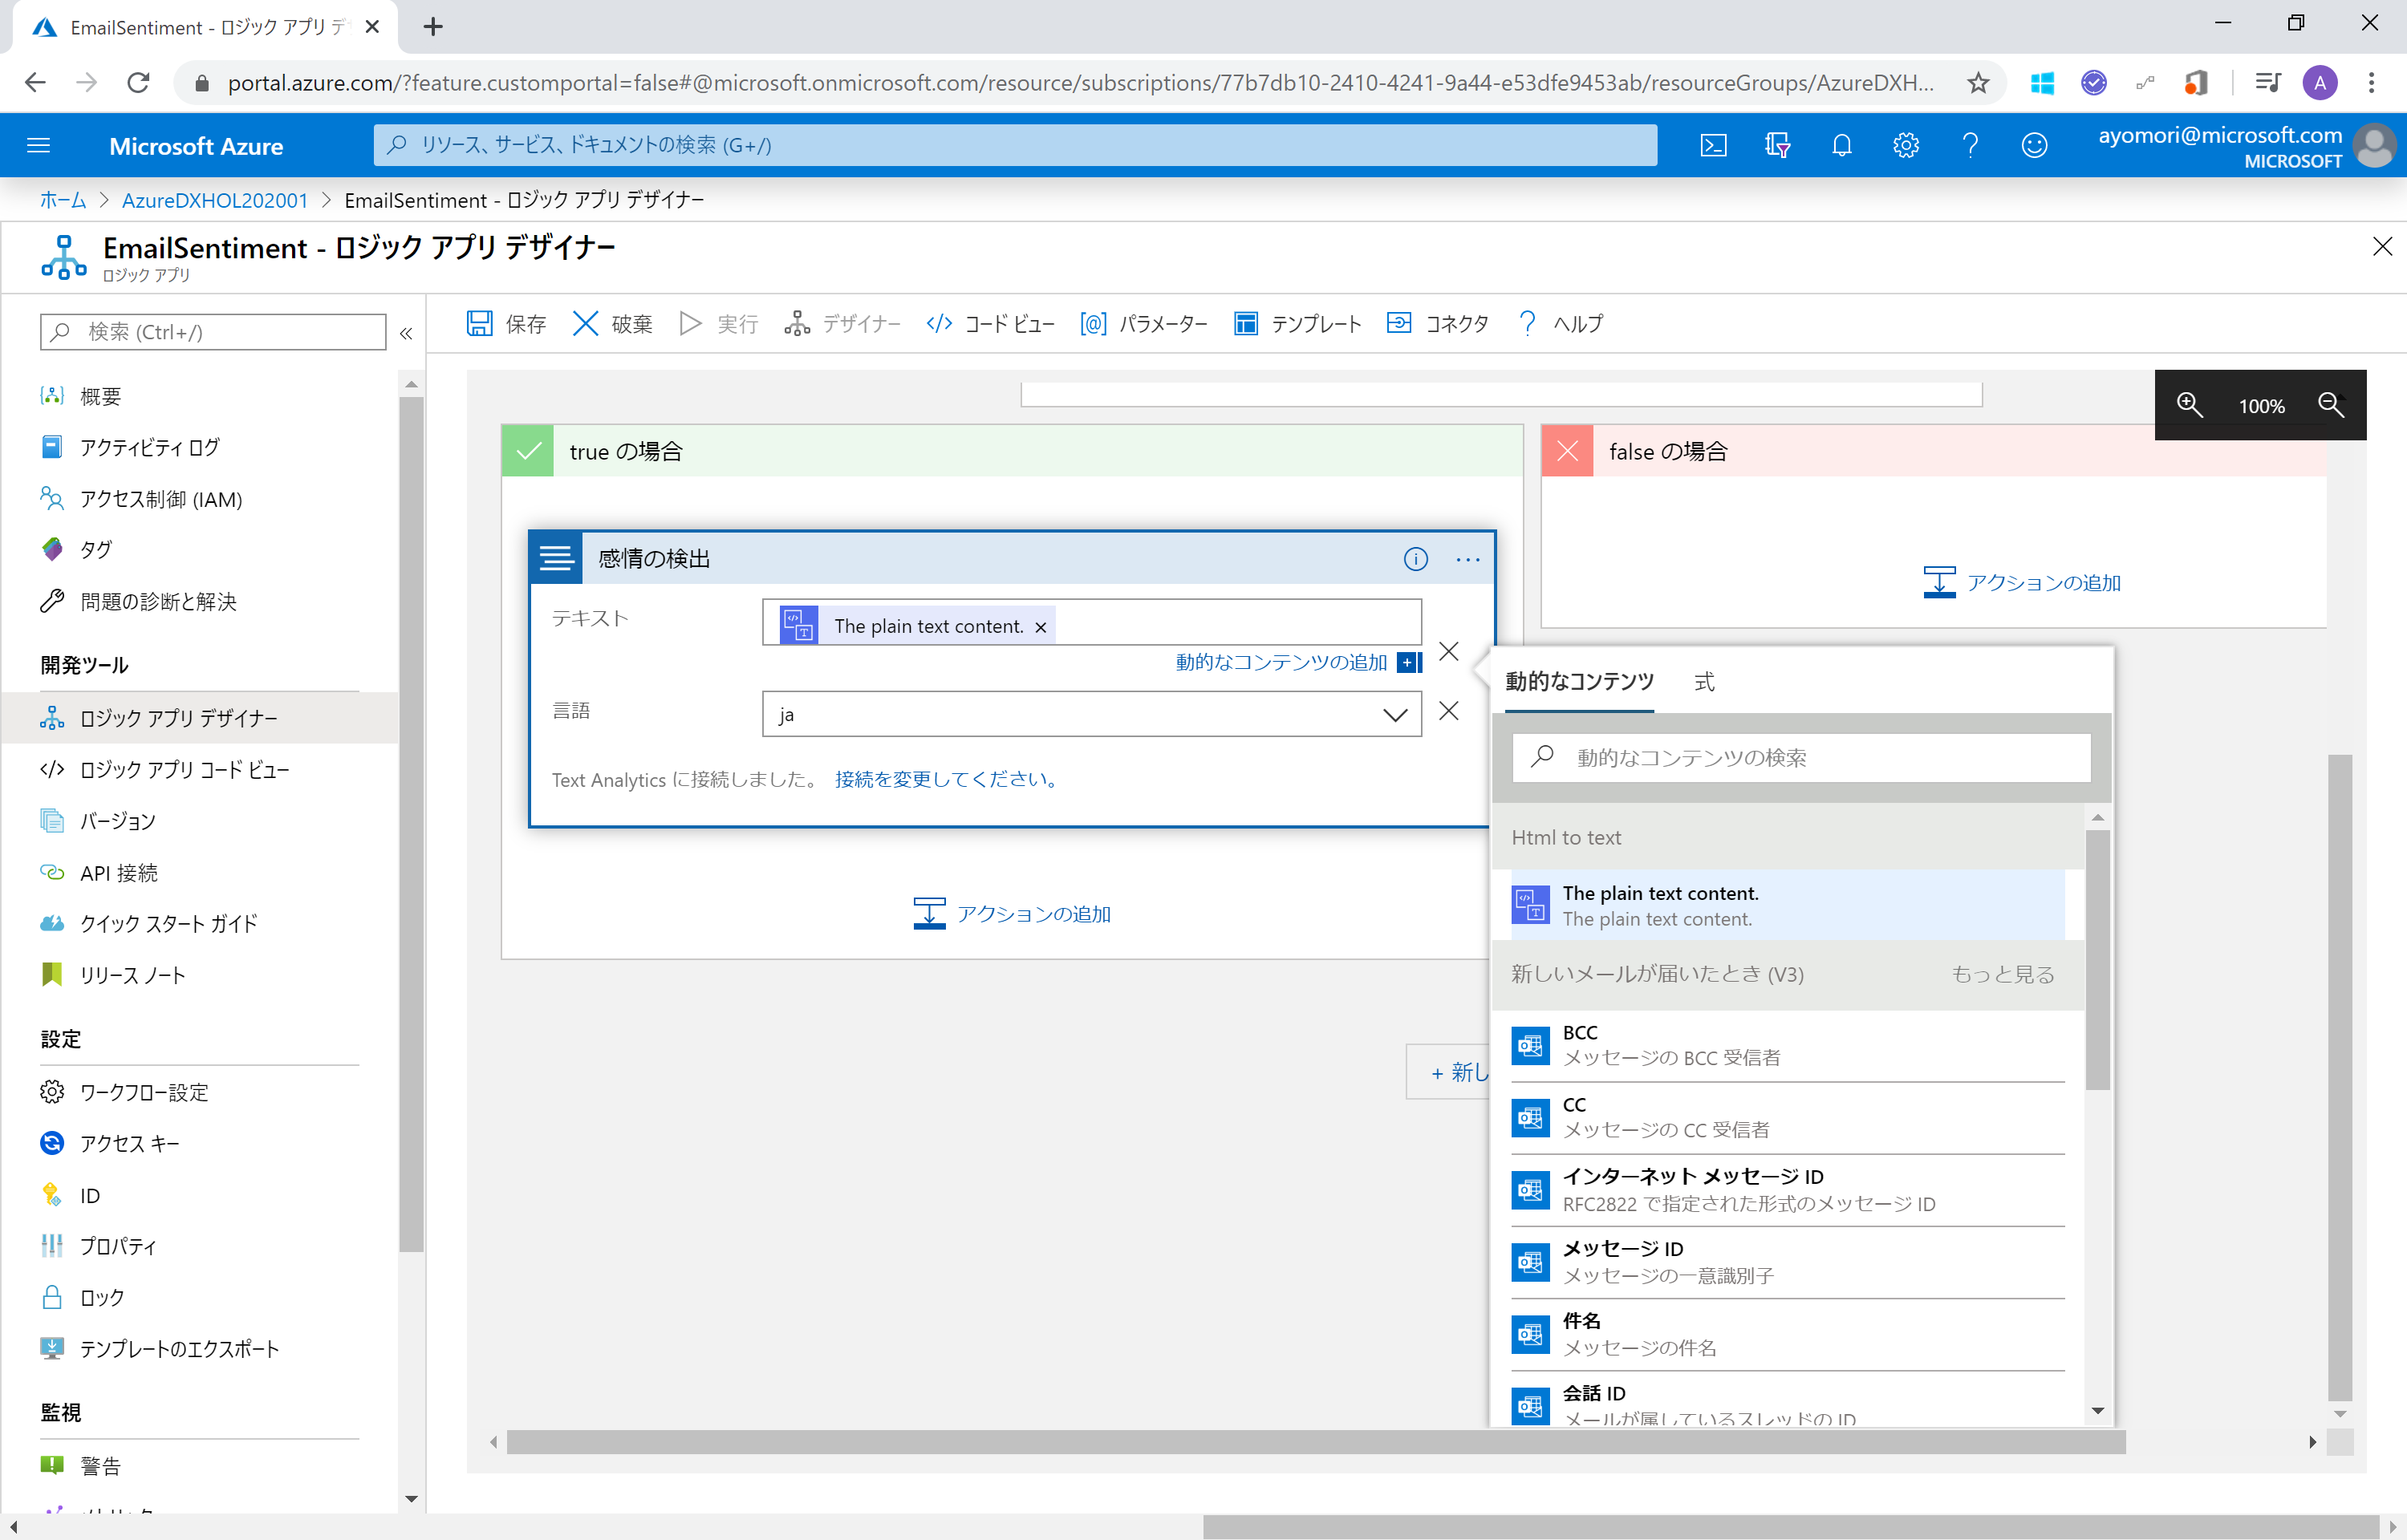 EmailSentiment - ロジック アプリ デ
portal.azure.com/?feature.customportal=false#@microsoft.onmicrosoft.com/resource/subscriptions/77b7db10-2410-4241-9a44-e53dfe9453ab/resourceGroups/AzureDXH...
A
Microsoft Azure
リソース、サービス、ドキュメントの検索 (G+/)
ayomori@microsoft.com
MICROSOFT
ホーム > AzureDXHOL202001 > EmailSentiment - ロジック アプリ デザイナー
EmailSentiment - ロジック アプリ デザイナー
ロジック アプリ
検索 (Ctrl+/)
概要
アクティビティ ログ
アクセス制御 (IAM)
タグ
問題の診断と解決
開発ツール
ロジック アプリ デザイナー
ロジック アプリ コード ビュー
バージョン
API 接続
クイック スタート ガイド
リリース ノート
設定
ワークフロー設定
アクセス キー
ID
プロパティ
ロック
テンプレートのエクスポート
監視
警告
保存
破棄
実行
デザイナー
コード ビュー
パラメーター
テンプレート
コネクタ
ヘルプ
100%
true の場合
感情の検出
テキスト
The plain text content.
動的なコンテンツの追加
言語
ja
Text Analytics に接続しました。 接続を変更してください。
アクションの追加
+ 新し
false の場合
アクションの追加
動的なコンテンツ
式
動的なコンテンツの検索
Html to text
The plain text content.
The plain text content.
新しいメールが届いたとき (V3)
もっと見る
BCC
メッセージの BCC 受信者
CC
メッセージの CC 受信者
インターネット メッセージ ID
RFC2822 で指定された形式のメッセージ ID
メッセージ ID
メッセージの一意識別子
件名
メッセージの件名
会話 ID
メールが属しているスレッドの ID